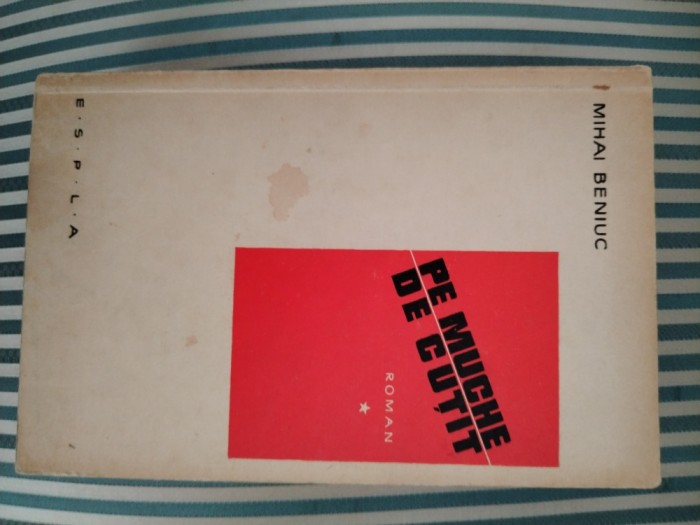 MIHAI BENIUC
PE MUCHE
DE CUȚIT
ROMAN
E·S·P·L·A